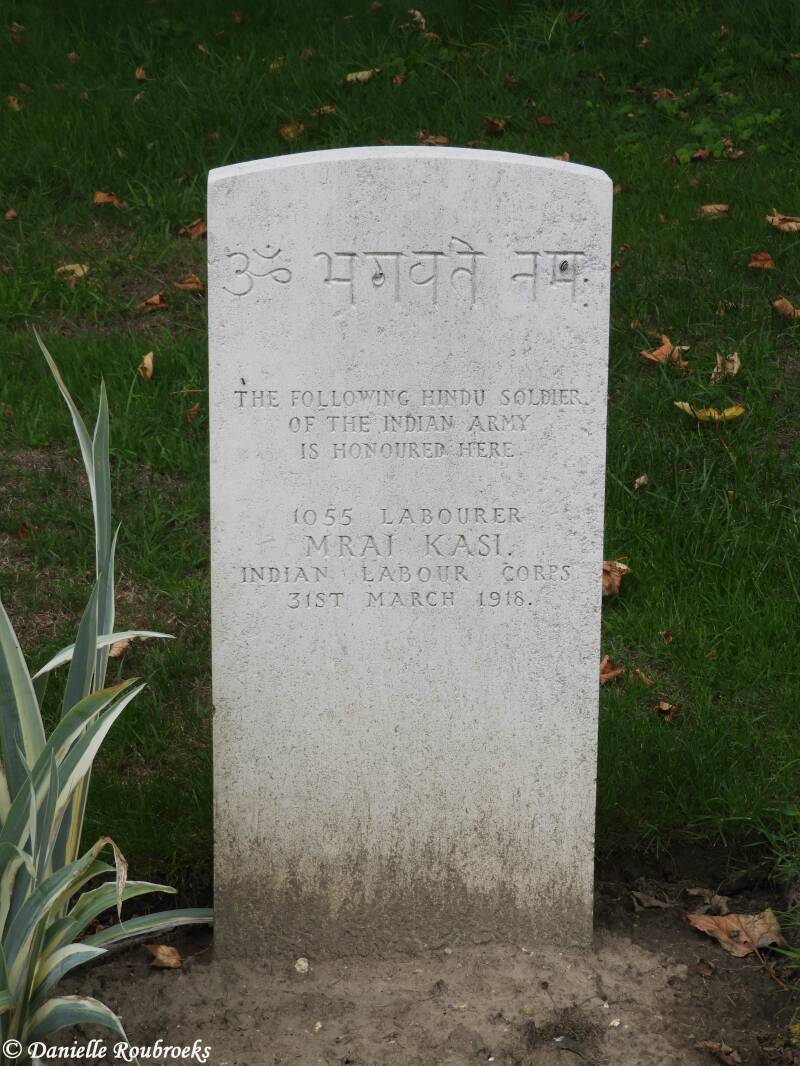 ॐ भगवते नमः
THE FOLLOWING HINDU SOLDIER
OF THE INDIAN ARMY
IS HONOURED HERE
1055 LABOURER
MRAI KASI.
INDIAN LABOUR CORPS
31ST MARCH 1918.
© Danielle Roubroeks